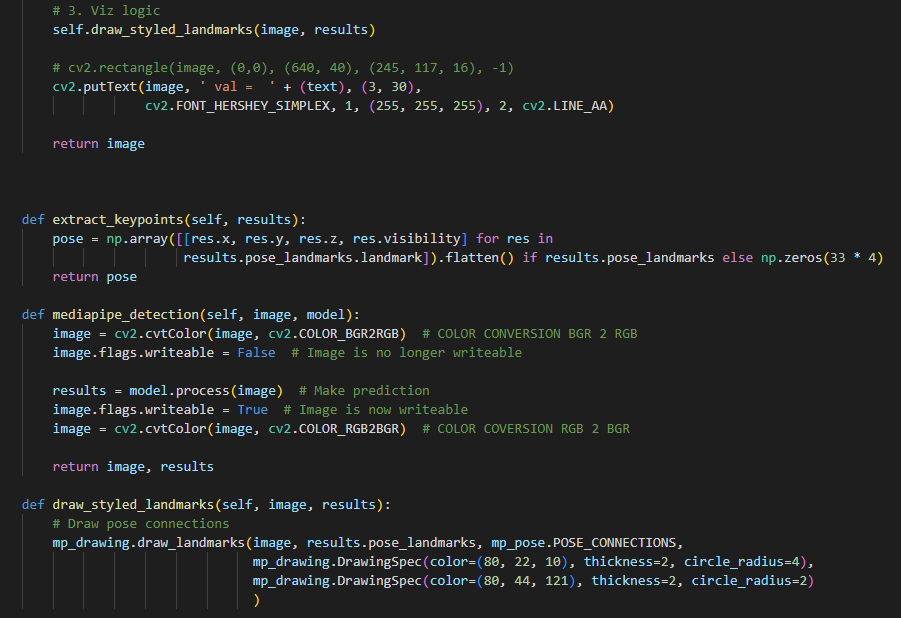 # 3. Viz logic
self.draw_styled_landmarks(image, results)
# cv2.rectangle(image, (0,0), (640, 40), (245, 117, 16), -1)
cv2.putText(image, ' val =  ' + (text), (3, 30),
cv2.FONT_HERSHEY_SIMPLEX, 1, (255, 255, 255), 2, cv2.LINE_AA)
return image
def extract_keypoints(self, results):
pose = np.array([[res.x, res.y, res.z, res.visibility] for res in
results.pose_landmarks.landmark]).flatten() if results.pose_landmarks else np.zeros(33 * 4)
return pose
def mediapipe_detection(self, image, model):
image = cv2.cvtColor(image, cv2.COLOR_BGR2RGB)  # COLOR CONVERSION BGR 2 RGB
image.flags.writeable = False  # Image is no longer writeable
results = model.process(image)  # Make prediction
image.flags.writeable = True  # Image is now writeable
image = cv2.cvtColor(image, cv2.COLOR_RGB2BGR)  # COLOR COVERSION RGB 2 BGR
return image, results
def draw_styled_landmarks(self, image, results):
# Draw pose connections
mp_drawing.draw_landmarks(image, results.pose_landmarks, mp_pose.POSE_CONNECTIONS,
mp_drawing.DrawingSpec(color=(80, 22, 10), thickness=2, circle_radius=4),
mp_drawing.DrawingSpec(color=(80, 44, 121), thickness=2, circle_radius=2)
)